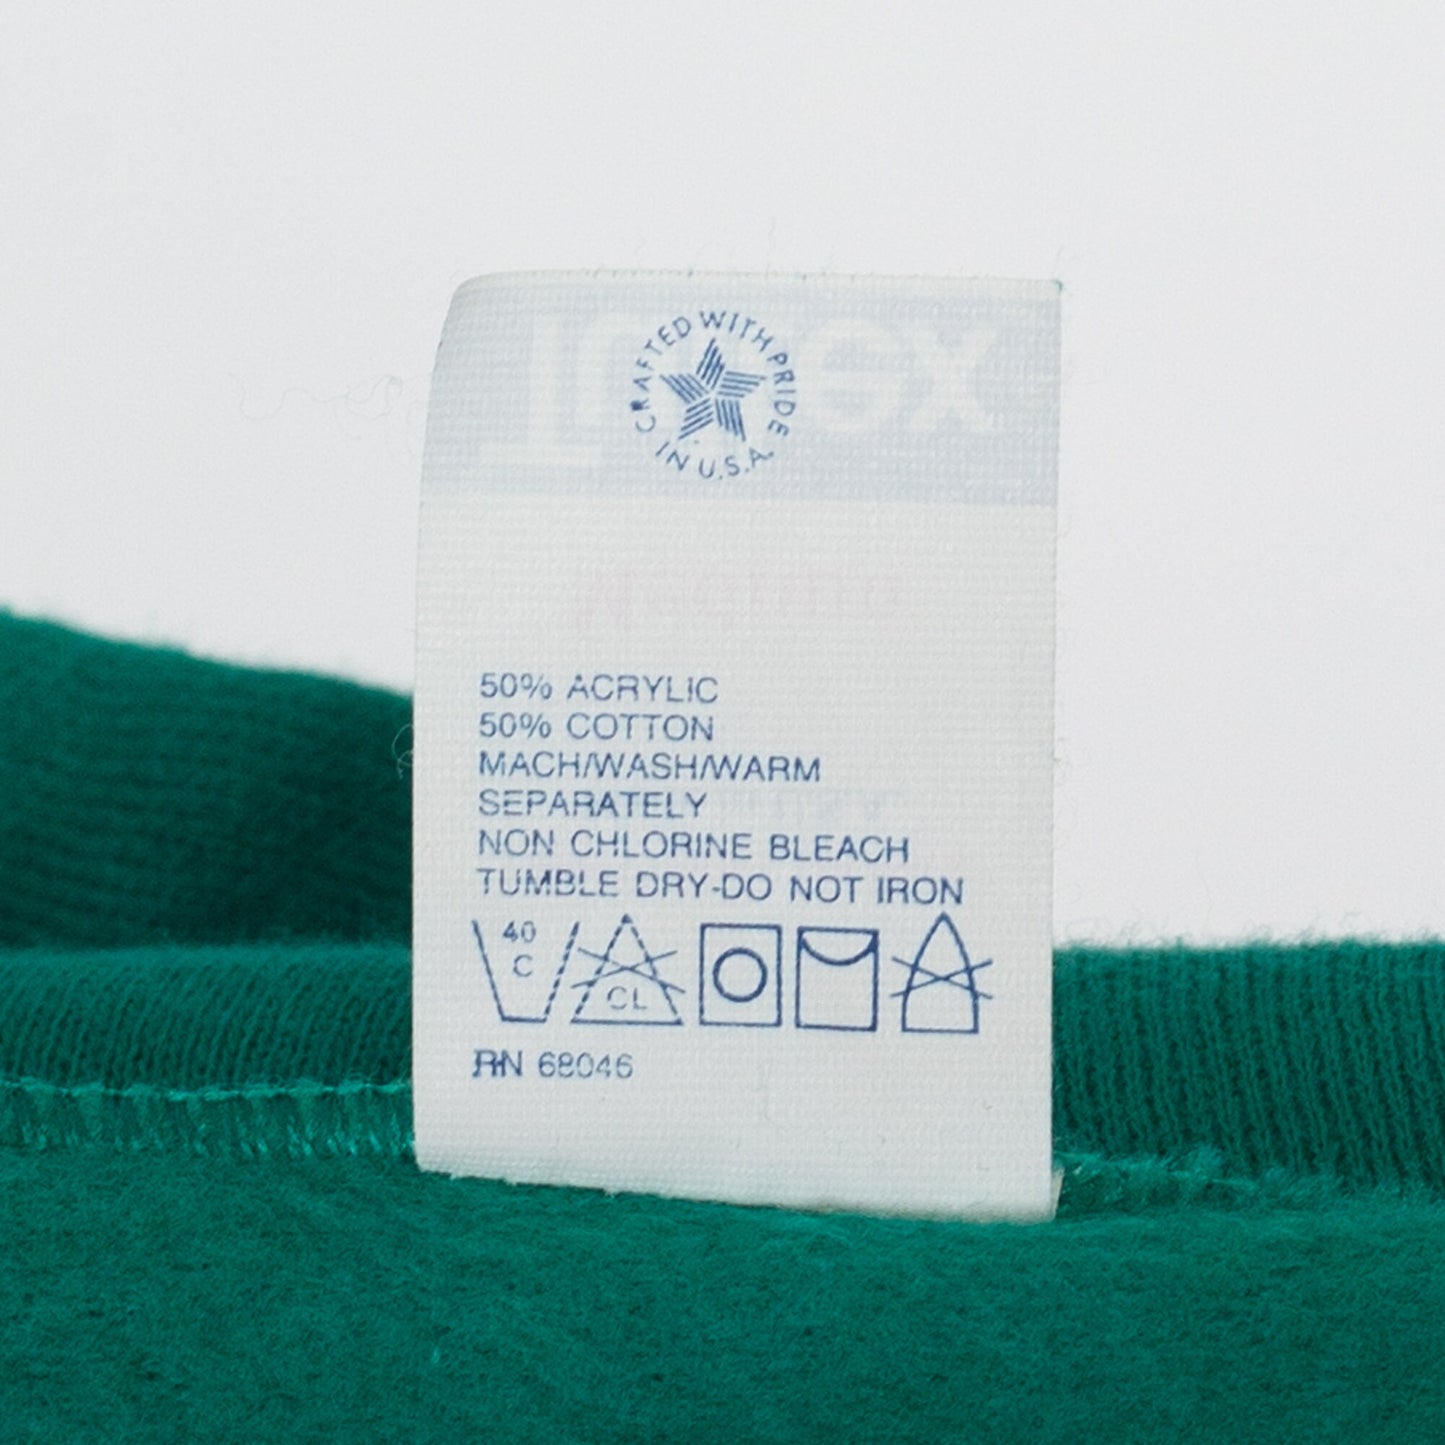 CRAFTED WITH PRIDE
IN U.S.A.
50% ACRYLIC
50% COTTON
MACH/WASH/WARM
SEPARATELY
NON CHLORINE BLEACH
TUMBLE DRY-DO NOT IRON
40
C
CL
RN 68046